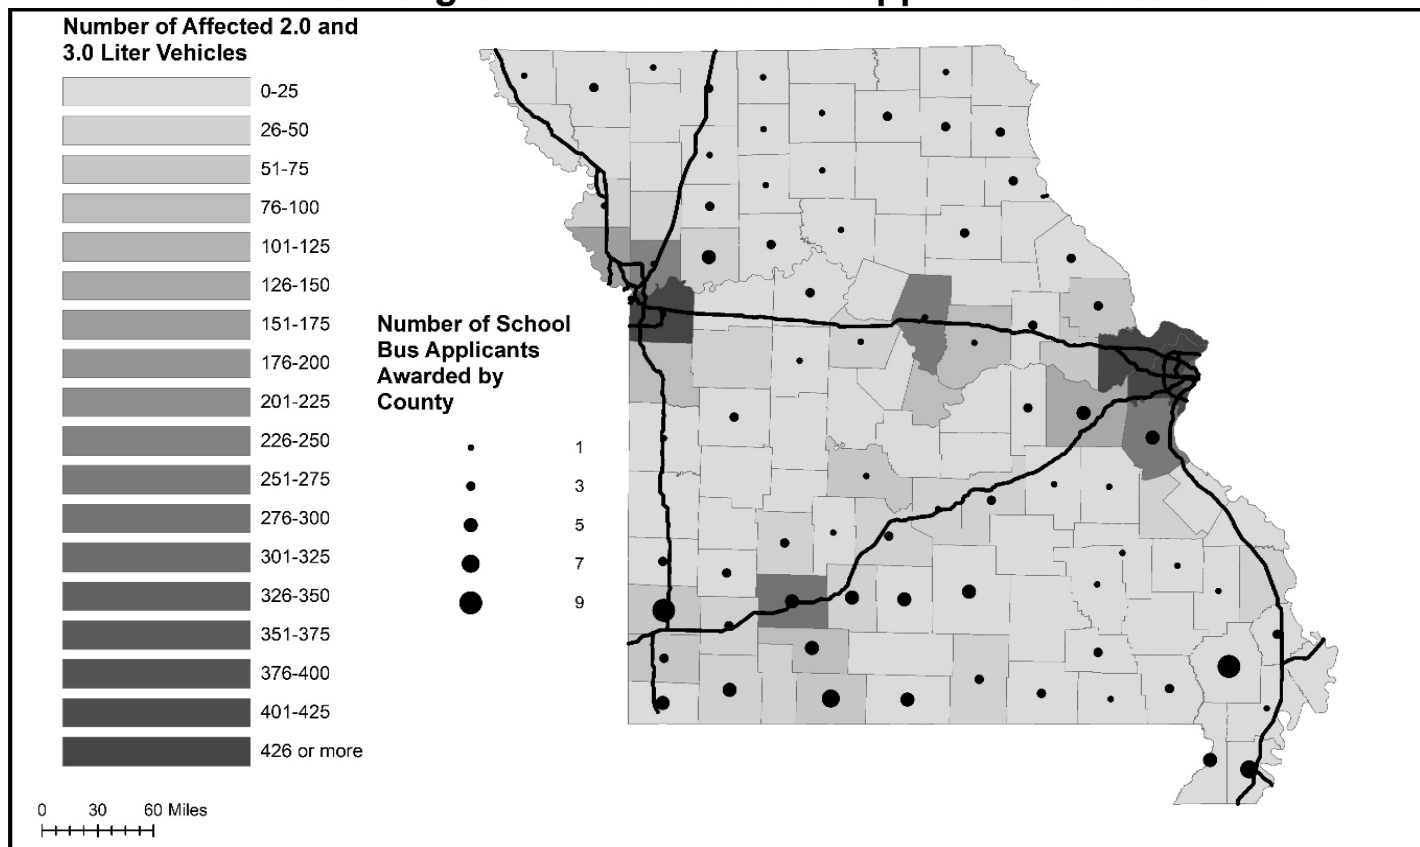 Number of Affected 2.0 and
3.0 Liter Vehicles
0-25
26-50
51-75
76-100
101-125
126-150
151-175
176-200
201-225
226-250
251-275
276-300
301-325
326-350
351-375
376-400
401-425
426 or more
Number of School
Bus Applicants
Awarded by
County
1
3
5
7
9
0 30 60 Miles